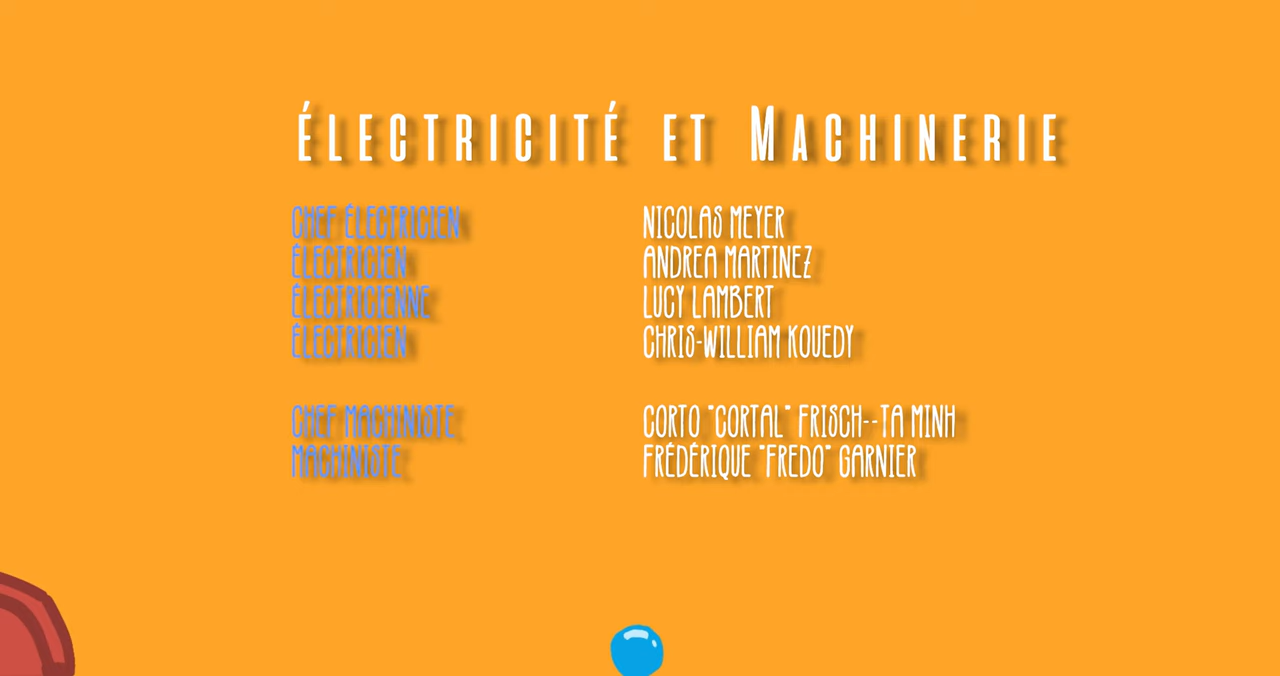 Électricité et Machinerie
CHEF ÉLECTRICIEN NICOLAS MEYER
ÉLECTRICIEN ANDREA MARTINEZ
ÉLECTRICIENNE LUCY LAMBERT
ÉLECTRICIEN CHRIS-WILLIAM KOUEDY
CHEF MACHINISTE CORTO "CORTAL" FRISCH--TA MINH
MACHINISTE FRÉDÉRIQUE "FREDO" GARNIER